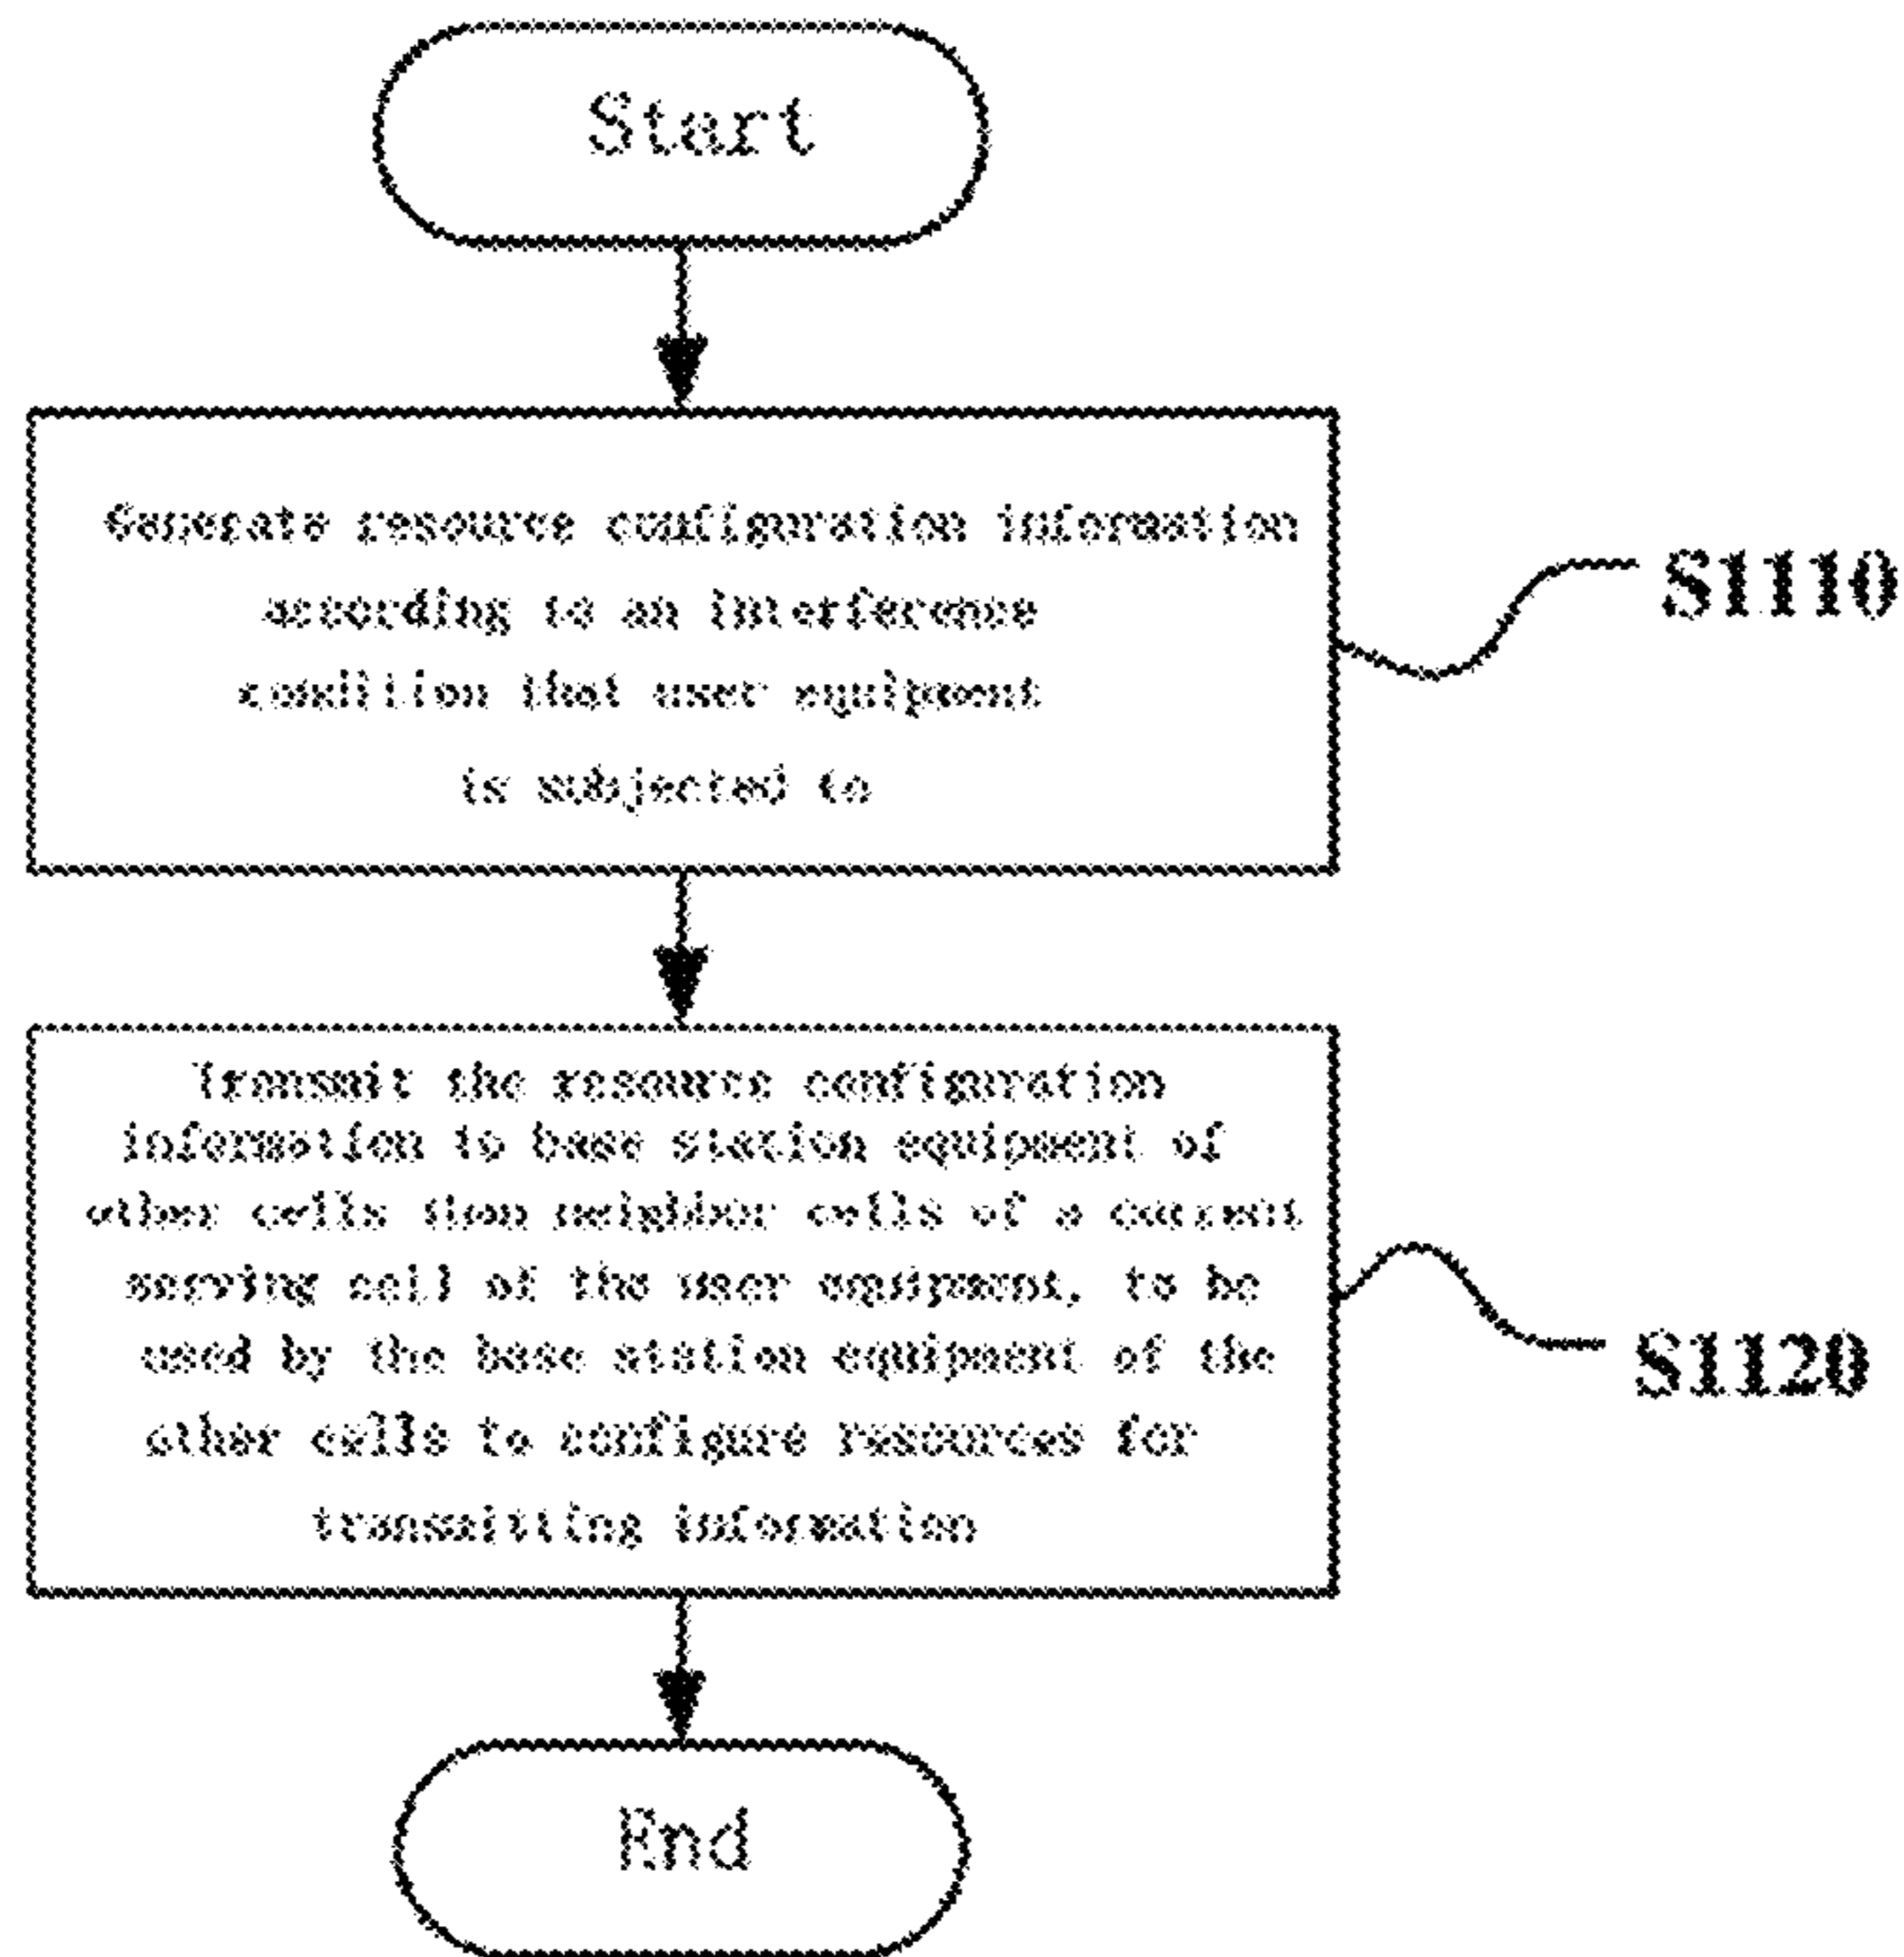 Start
Generate resource configuration information
according to an interference
condition that user equipment
is subjected to
S1110
Transmit the resource configuration
information to base station equipment of
other cells than neighbor cells of a current
serving cell of the user equipment, to be
used by the base station equipment of the
other cells to configure resources for
transmitting information
S1120
End